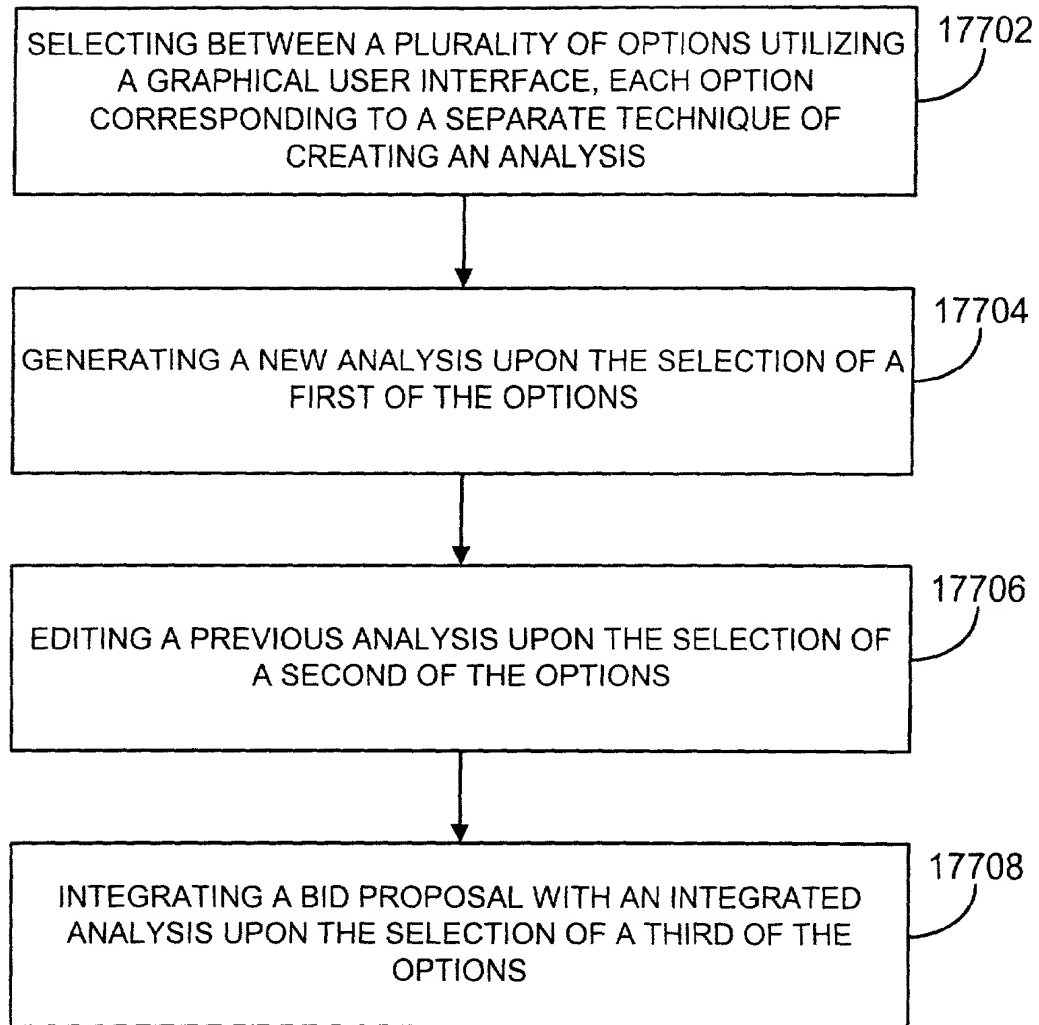 SELECTING BETWEEN A PLURALITY OF OPTIONS UTILIZING
A GRAPHICAL USER INTERFACE, EACH OPTION
CORRESPONDING TO A SEPARATE TECHNIQUE OF
CREATING AN ANALYSIS
17702
GENERATING A NEW ANALYSIS UPON THE SELECTION OF A
FIRST OF THE OPTIONS
17704
EDITING A PREVIOUS ANALYSIS UPON THE SELECTION OF
A SECOND OF THE OPTIONS
17706
INTEGRATING A BID PROPOSAL WITH AN INTEGRATED
ANALYSIS UPON THE SELECTION OF A THIRD OF THE
OPTIONS
17708